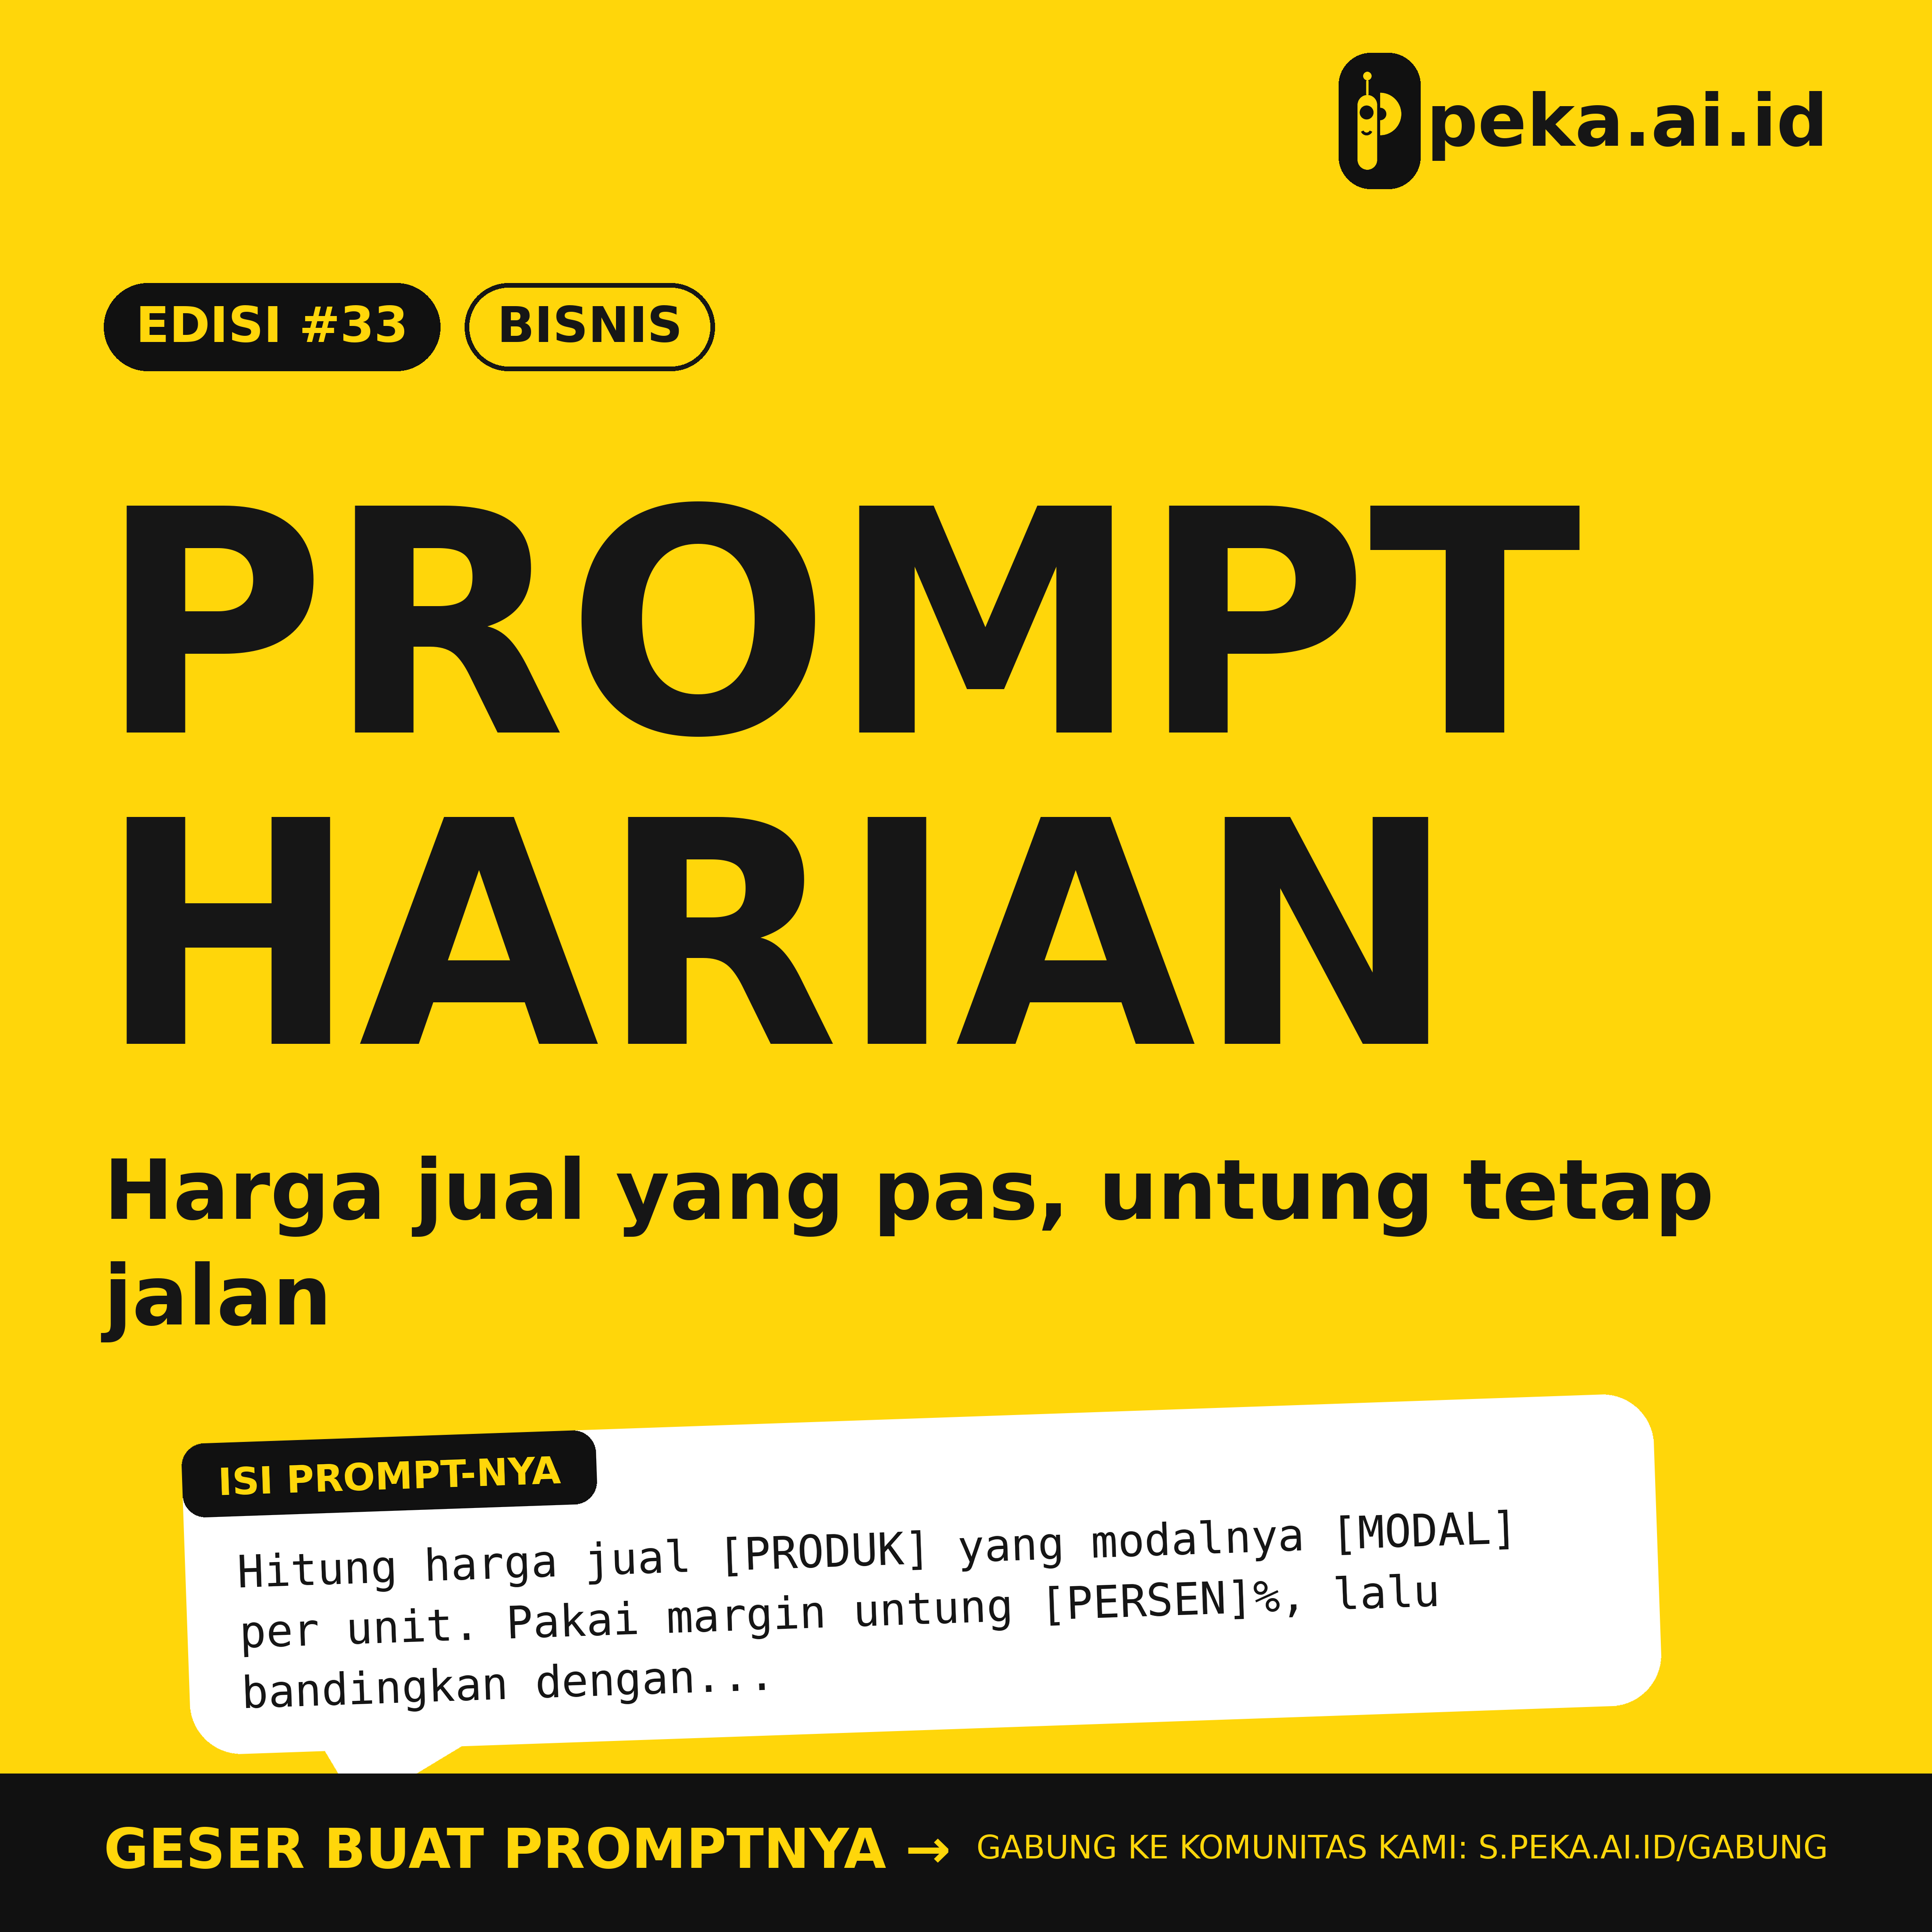 peka.ai.id
EDISI #33
BISNIS
PROMPT
HARIAN
Harga jual yang pas, untung tetap
jalan
ISI PROMPT-NYA
Hitung harga jual [PRODUK] yang modalnya [MODAL]
per unit. Pakai margin untung [PERSEN]%, lalu
bandingkan dengan...
GESER BUAT PROMPTNYA →
GABUNG KE KOMUNITAS KAMI: S.PEKA.AI.ID/GABUNG